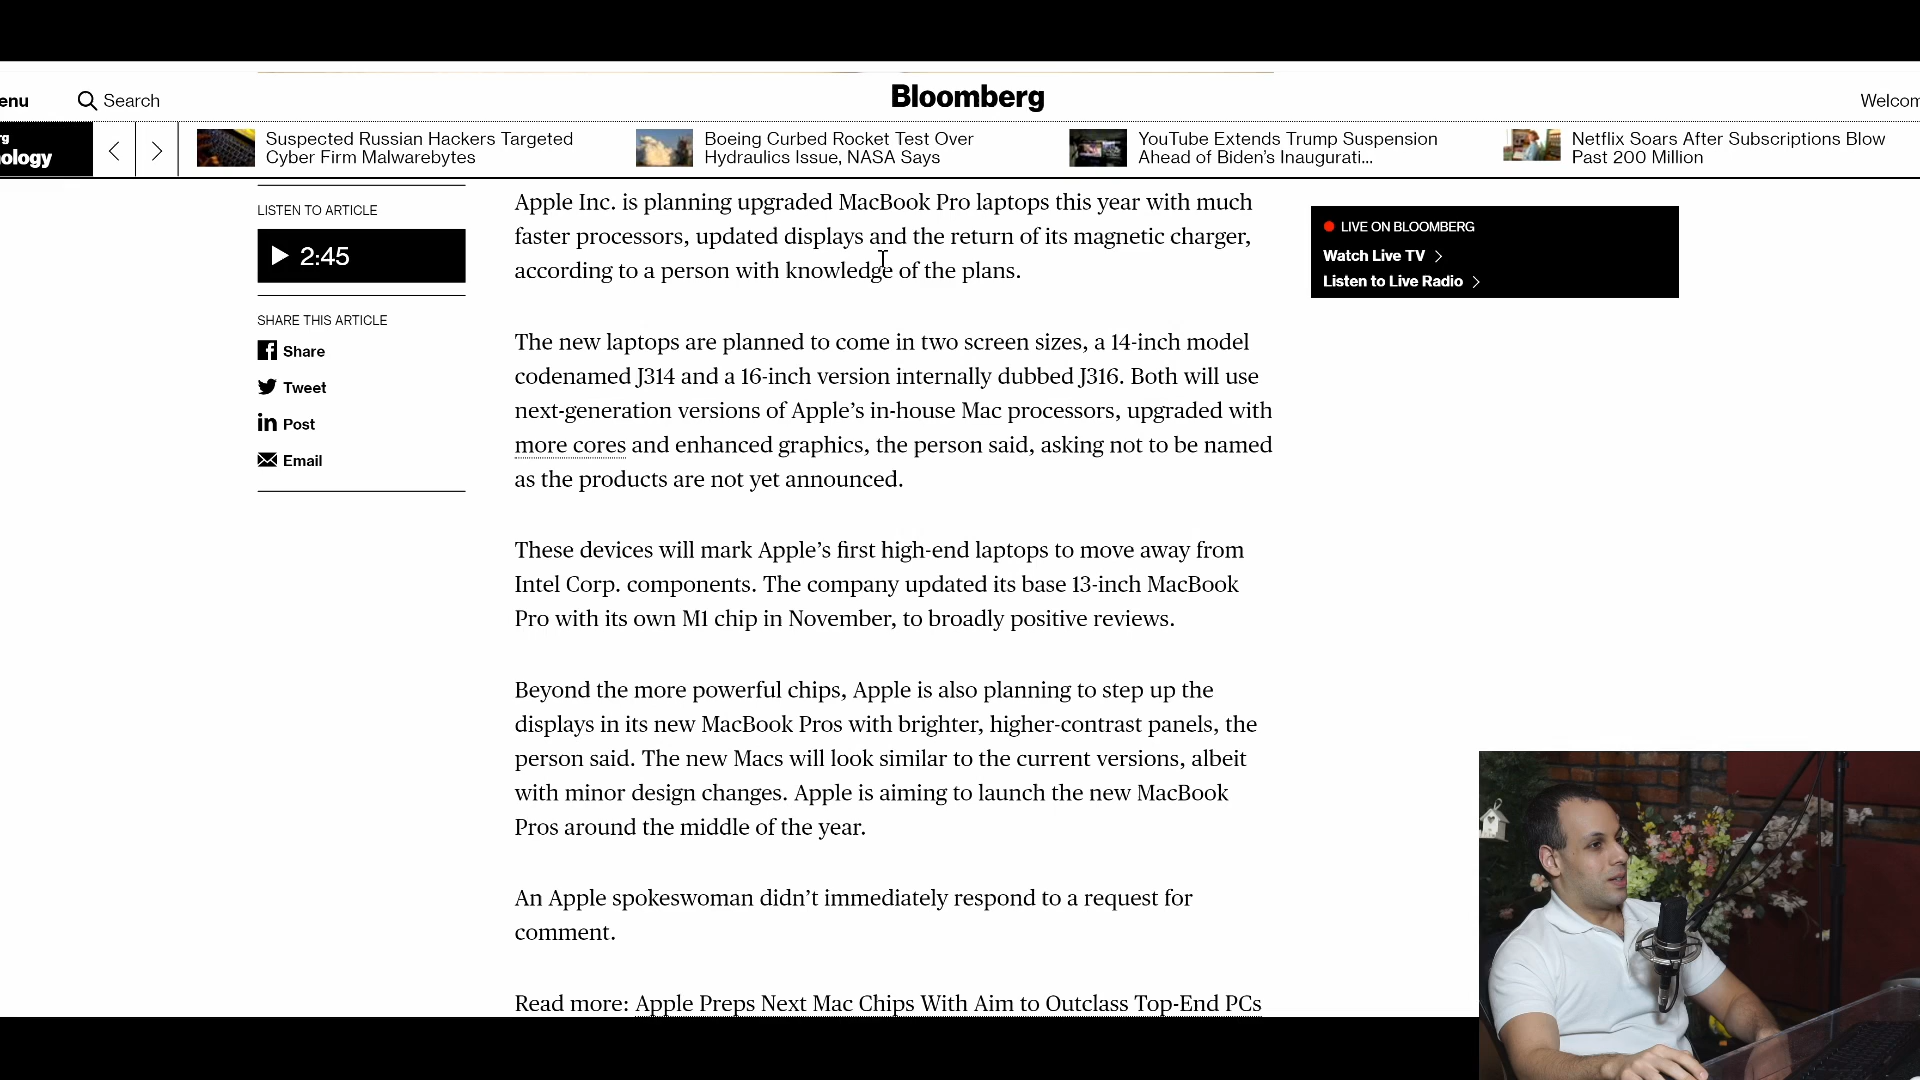 enu
Search
Bloomberg
Welcom
rg
ology
Suspected Russian Hackers Targeted
Cyber Firm Malwarebytes
Boeing Curbed Rocket Test Over
Hydraulics Issue, NASA Says
YouTube Extends Trump Suspension
Ahead of Biden's Inaugurati...
Netflix Soars After Subscriptions Blow
Past 200 Million
LISTEN TO ARTICLE
2:45
SHARE THIS ARTICLE
Share
Tweet
Post
Email
Apple Inc. is planning upgraded MacBook Pro laptops this year with much
faster processors, updated displays and the return of its magnetic charger,
according to a person with knowledge of the plans.
The new laptops are planned to come in two screen sizes, a 14-inch model
codenamed J314 and a 16-inch version internally dubbed J316. Both will use
next-generation versions of Apple’s in-house Mac processors, upgraded with
more cores and enhanced graphics, the person said, asking not to be named
as the products are not yet announced.
These devices will mark Apple’s first high-end laptops to move away from
Intel Corp. components. The company updated its base 13-inch MacBook
Pro with its own M1 chip in November, to broadly positive reviews.
Beyond the more powerful chips, Apple is also planning to step up the
displays in its new MacBook Pros with brighter, higher-contrast panels, the
person said. The new Macs will look similar to the current versions, albeit
with minor design changes. Apple is aiming to launch the new MacBook
Pros around the middle of the year.
An Apple spokeswoman didn’t immediately respond to a request for
comment.
Read more: Apple Preps Next Mac Chips With Aim to Outclass Top-End PCs
LIVE ON BLOOMBERG
Watch Live TV
Listen to Live Radio